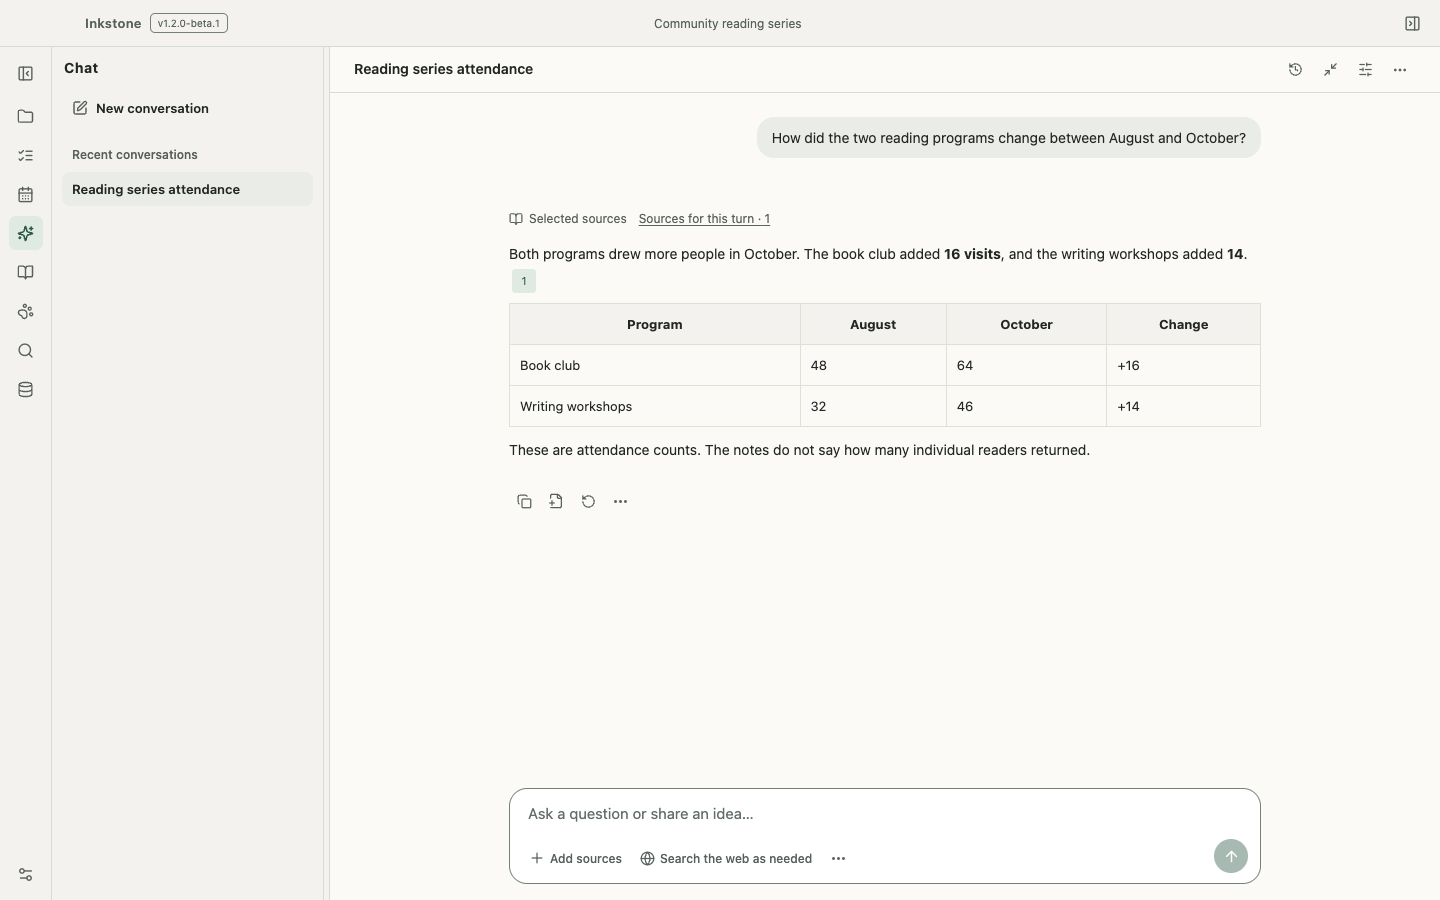 Inkstone v1.2.0-beta.1
Community reading series
Chat
New conversation
Recent conversations
Reading series attendance
Reading series attendance
How did the two reading programs change between August and October?
Selected sources Sources for this turn · 1
Both programs drew more people in October. The book club added 16 visits, and the writing workshops added 14.
1
Program August October Change
Book club 48 64 +16
Writing workshops 32 46 +14
These are attendance counts. The notes do not say how many individual readers returned.
Ask a question or share an idea...
Add sources Search the web as needed